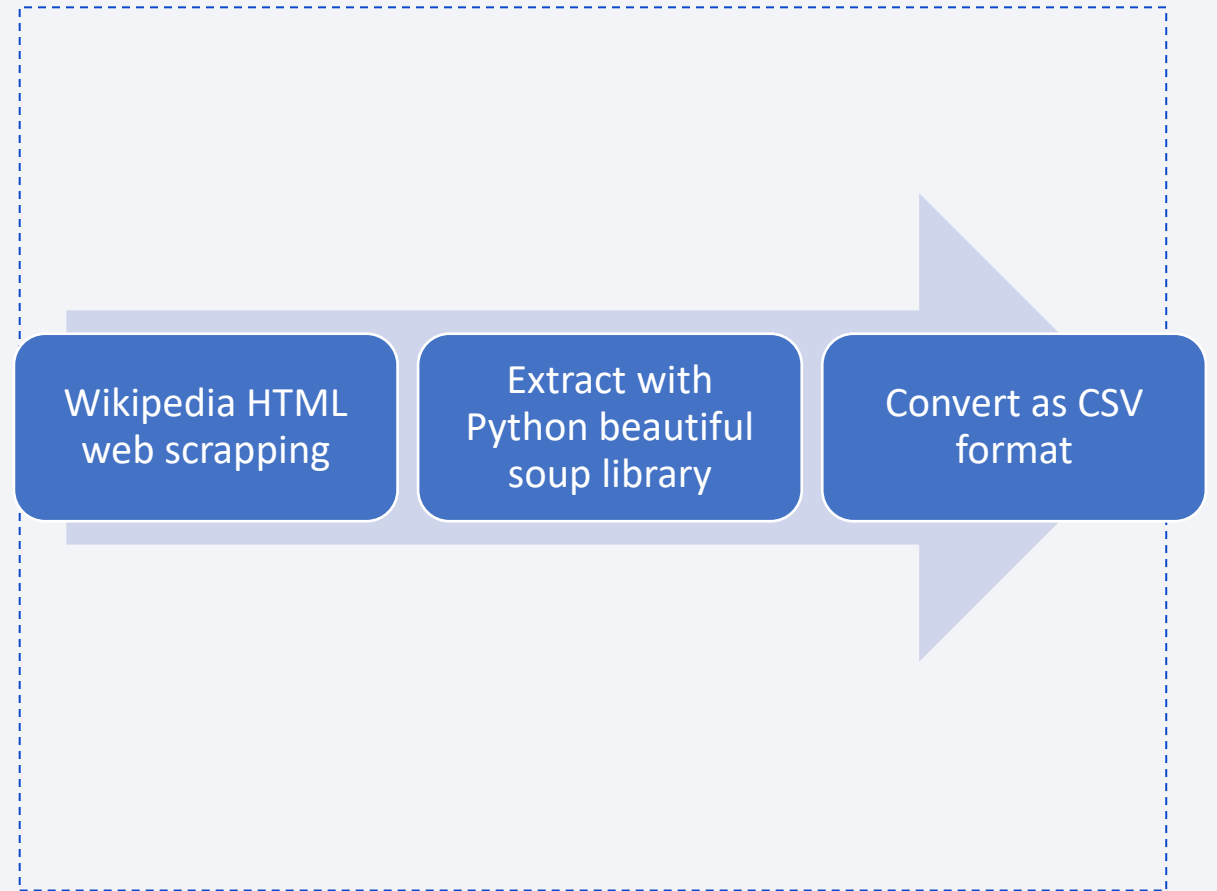 Wikipedia HTML
web scrapping
Extract with
Python beautiful
soup library
Convert as CSV
format